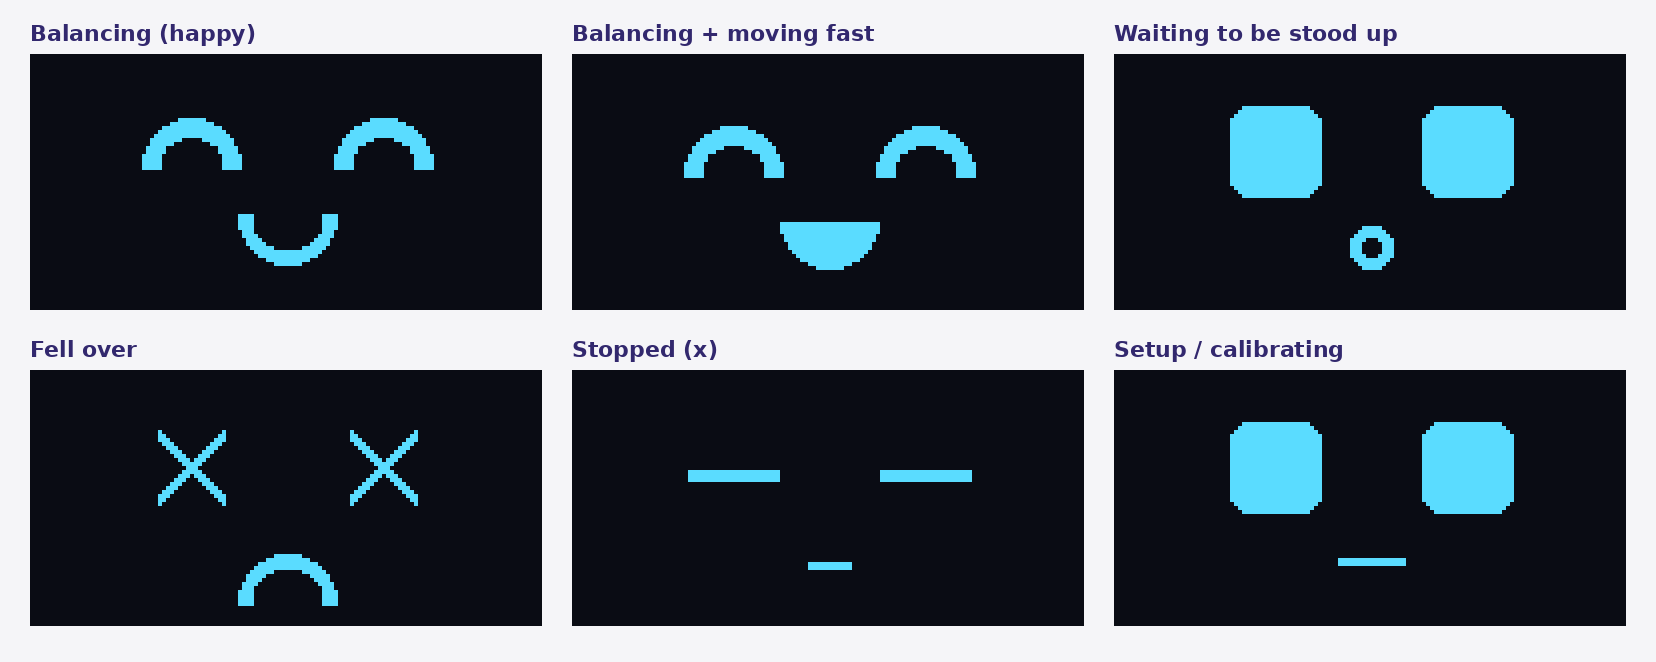 Balancing (happy)
Balancing + moving fast
Waiting to be stood up
Fell over
Stopped (x)
Setup / calibrating